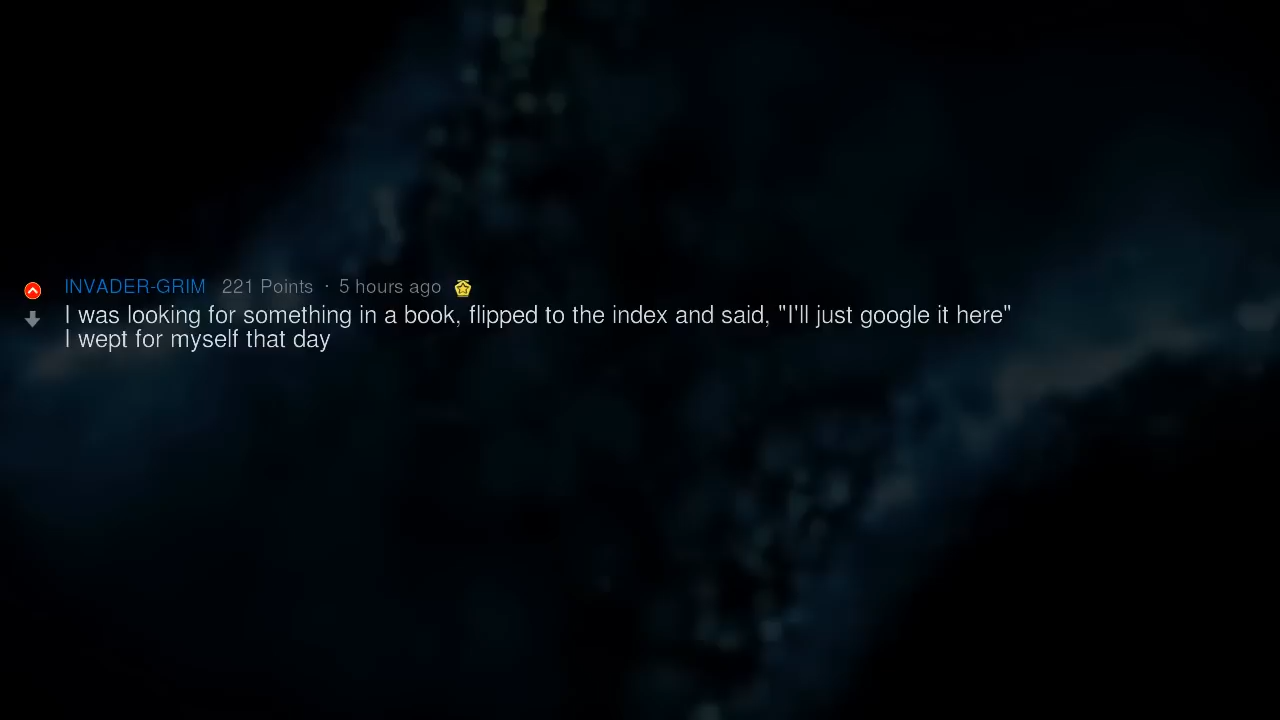 INVADER-GRIM 221 Points · 5 hours ago
I was looking for something in a book, flipped to the index and said, "I'll just google it here"
I wept for myself that day